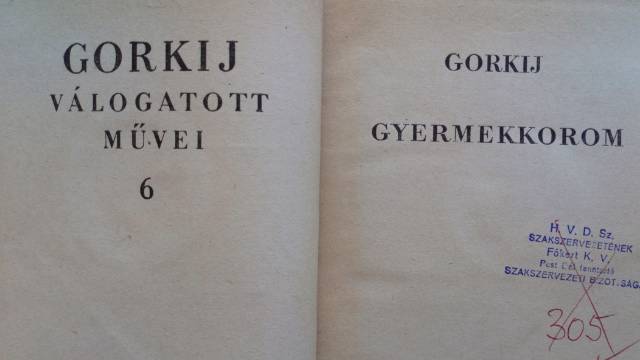 GORKIJ
VÁLOGATOTT
MŰVEI
6
GORKIJ
GYERMEKKOROM
H. V. D. Sz.
SZAKSZERVEZETÉNEK
Főkert K. V.
SZAKSZERVEZETI BIZOTTSÁGA
305